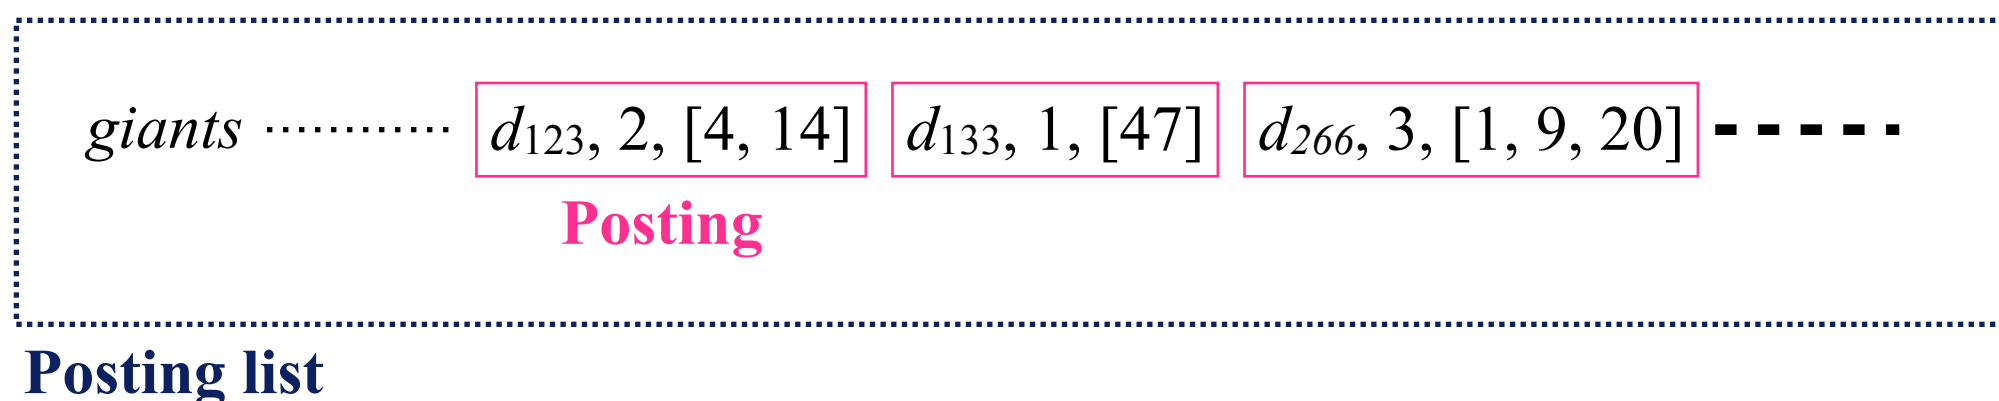 giants ············ d123, 2, [4, 14] d133, 1, [47] d266, 3, [1, 9, 20] - - - - -
Posting
Posting list